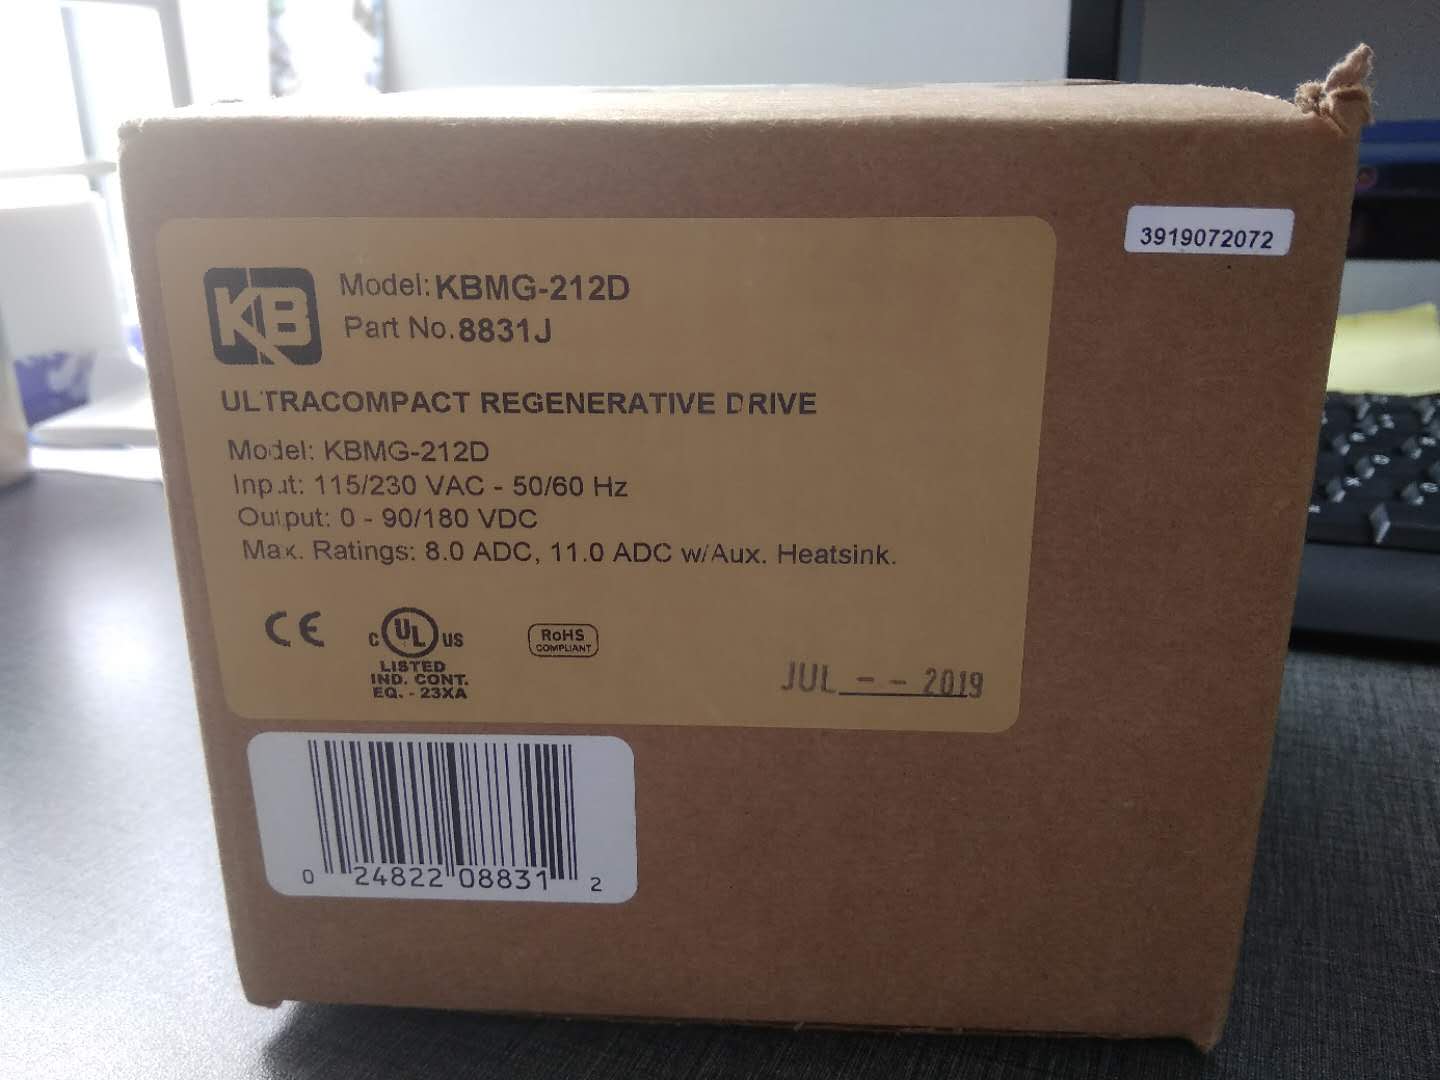 3919072072
KB
Model: KBMG-212D
Part No. 8831J
ULTRACOMPACT REGENERATIVE DRIVE
Model: KBMG-212D
Input: 115/230 VAC - 50/60 Hz
Output: 0 - 90/180 VDC
Max. Ratings: 8.0 ADC, 11.0 ADC w/Aux. Heatsink.
CE
C UL US
LISTED
IND. CONT.
EQ. - 23XA
RoHS
COMPLIANT
JUL -- 2019
0 24822 08831 2